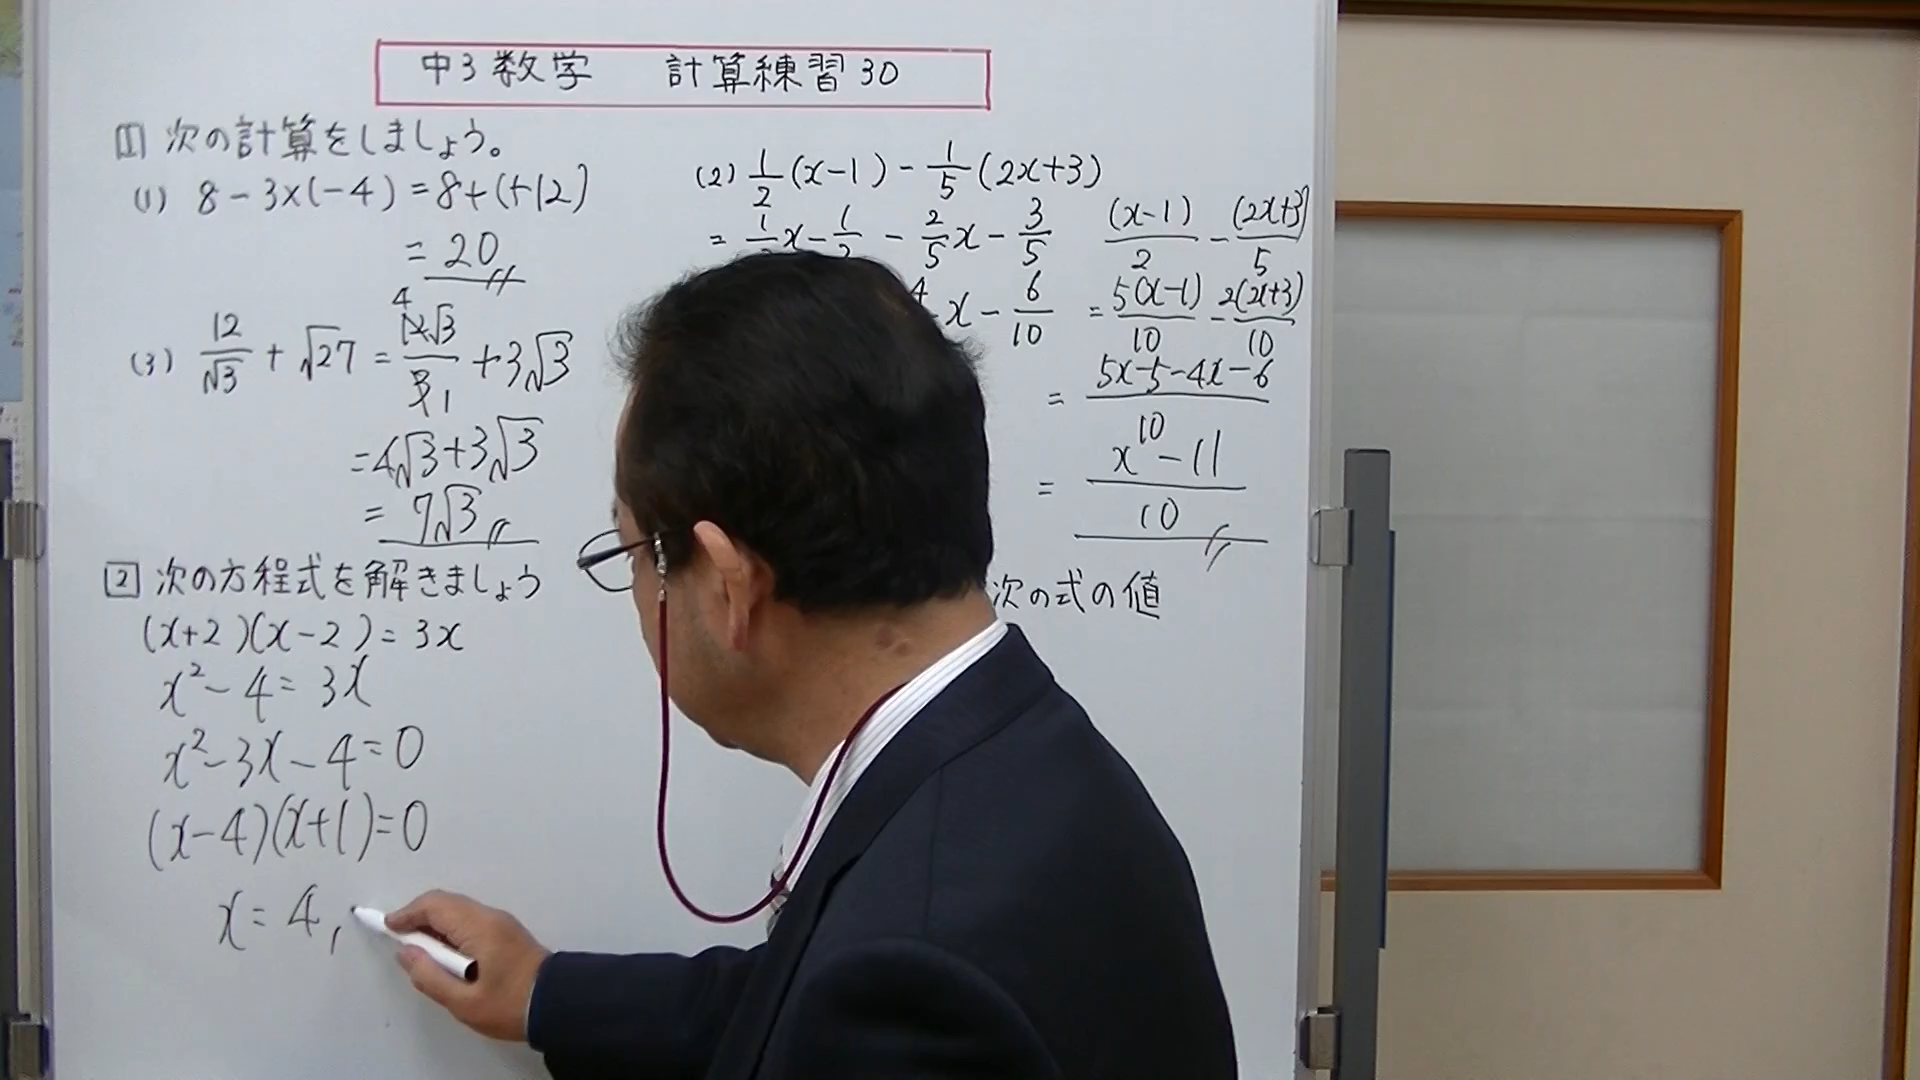 中3数学 計算練習30
1 次の計算をしましょう。
(1) 8-3×(-4)=8+(+12)
=20
(2) 1/2(x-1)-1/5(2x+3)
= x- - 2/5x - 3/5
x - 6/10
(x-1)/2 - (2x+3)/5
= 5(x-1)/10 - 2(2x+3)/10
= (5x-5-4x-6)/10
= (x-11)/10
(3) 12/√3 + √27 = 12√3/3 + 3√3
4 1
=4√3+3√3
=7√3
2 次の方程式を解きましょう
(x+2)(x-2)=3x
x²-4=3x
x²-3x-4=0
(x-4)(x+1)=0
x=4,
次の式の値